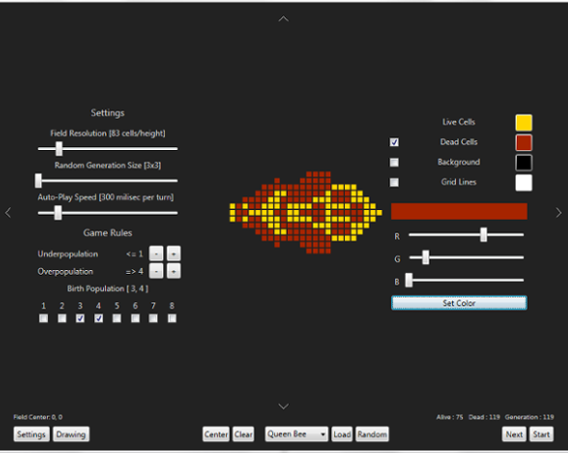 Settings
Field Resolution [83 cells/height]
Random Generation Size [3x3]
Auto-Play Speed [300 milisec per turn]
Game Rules
Underpopulation <= 1 - +
Overpopulation => 4 - +
Birth Population [ 3, 4 ]
1 2 3 4 5 6 7 8
Live Cells
Dead Cells
Background
Grid Lines
R
G
B
Set Color
Field Center: 0, 0
Alive : 75 Dead : 119 Generation : 119
Settings Drawing Center Clear Queen Bee Load Random Next Start